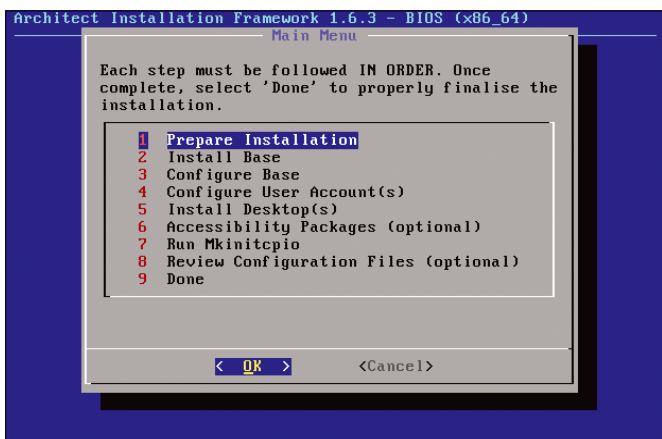 Architect Installation Framework 1.6.3 - BIOS (x86_64)
Main Menu
Each step must be followed IN ORDER. Once
complete, select 'Done' to properly finalise the
installation.
1 Prepare Installation
2 Install Base
3 Configure Base
4 Configure User Account(s)
5 Install Desktop(s)
6 Accessibility Packages (optional)
7 Run Mkinitcpio
8 Review Configuration Files (optional)
9 Done
< OK > <Cancel>